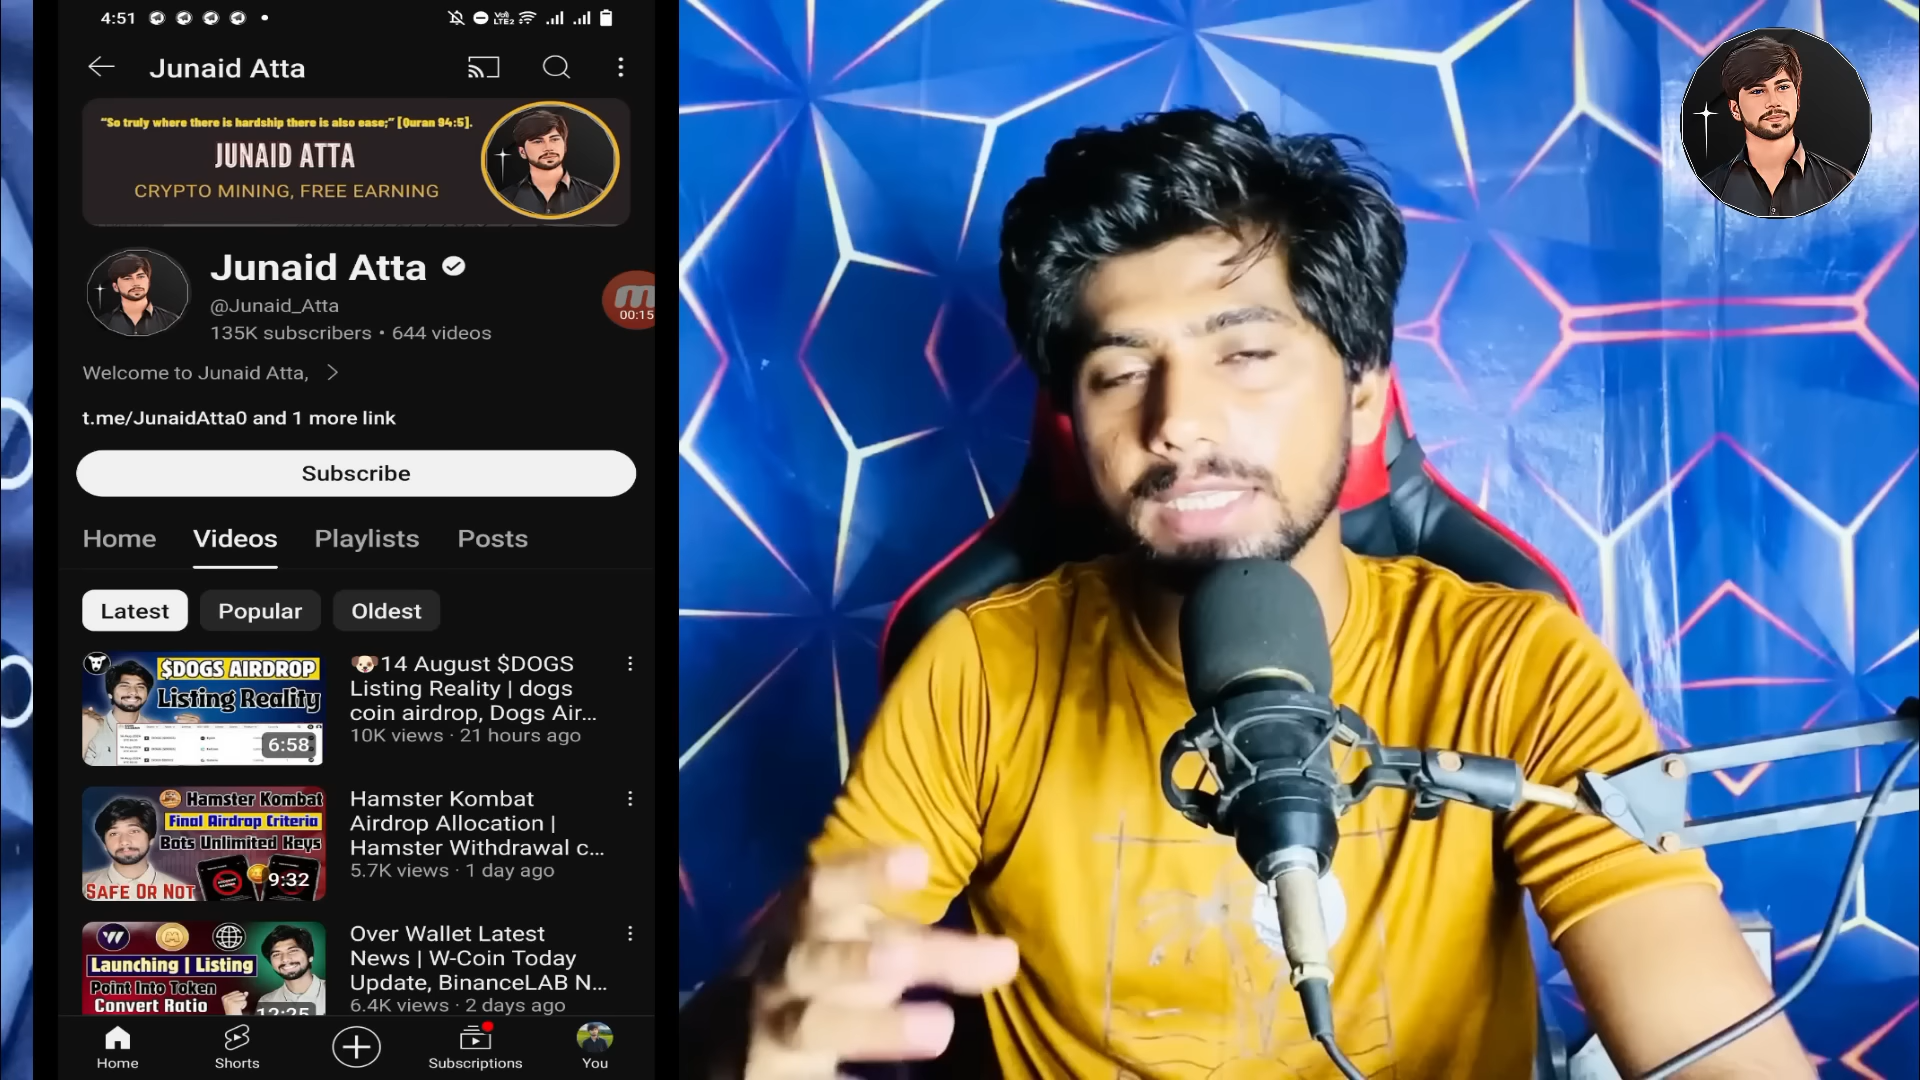 4:51
Vo)
LTE2
Junaid Atta
"So truly where there is hardship there is also ease;" [Quran 94:5].
JUNAID ATTA
CRYPTO MINING, FREE EARNING
Junaid Atta
@Junaid_Atta
135K subscribers • 644 videos
00:15
Welcome to Junaid Atta,
t.me/JunaidAtta0 and 1 more link
Subscribe
Home Videos Playlists Posts
Latest Popular Oldest
$DOGS AIRDROP
Listing Reality
6:58
🐶14 August $DOGS
Listing Reality | dogs
coin airdrop, Dogs Air...
10K views · 21 hours ago
Hamster Kombat
Final Airdrop Criteria
Bots Unlimited Keys
SAFE OR NOT
9:32
Hamster Kombat
Airdrop Allocation |
Hamster Withdrawal c...
5.7K views · 1 day ago
Launching | Listing
Point Into Token
Convert Ratio
12:25
Over Wallet Latest
News | W-Coin Today
Update, BinanceLAB N...
6.4K views · 2 days ago
Home
Shorts
Subscriptions
You